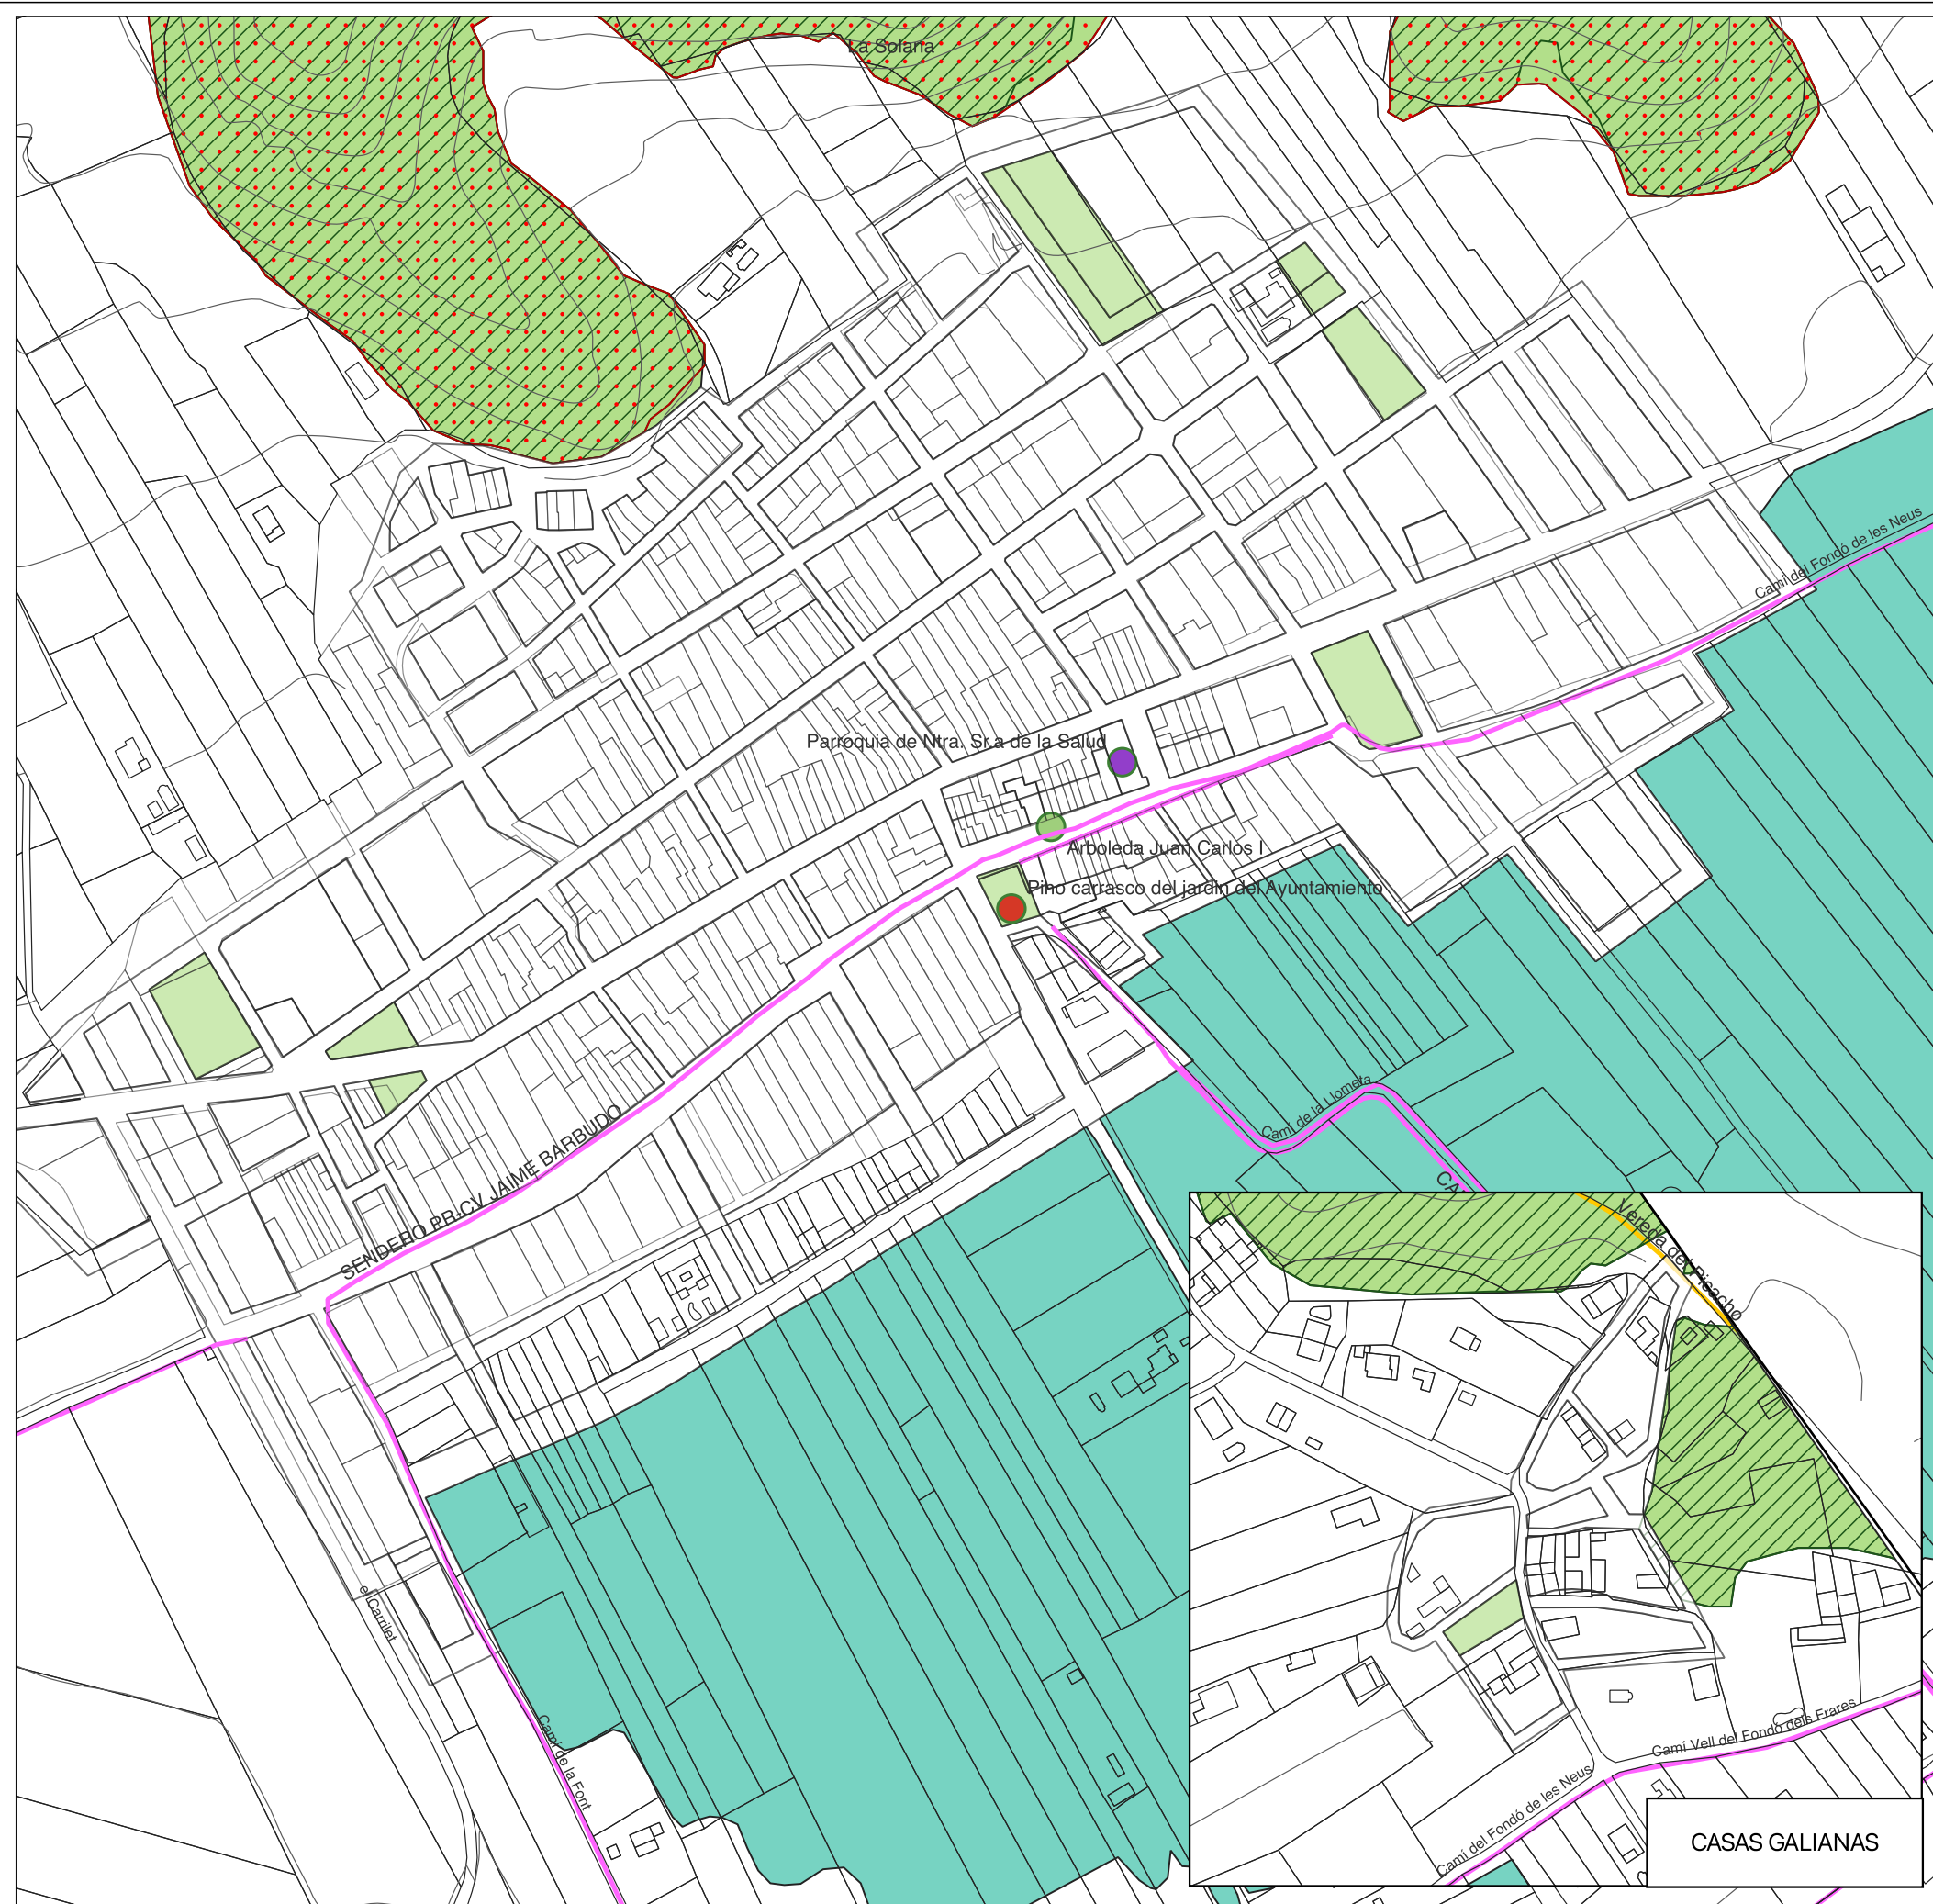 La Solana
Camí del Fondó de les Neus
Parroquia de Ntra. Sr.a de la Salud
Arboleda Juan Carlos I
Pino carrasco del jardín del Ayuntamiento
SENDERO PR-CV JAIME BARBUDO
Camí de la Llometa
CA
Vereda del Picacho
el Carrilet
Camí de la Font
Camí Vell del Fondó dels Frares
Camí del Fondó de les Neus
CASAS GALIANAS